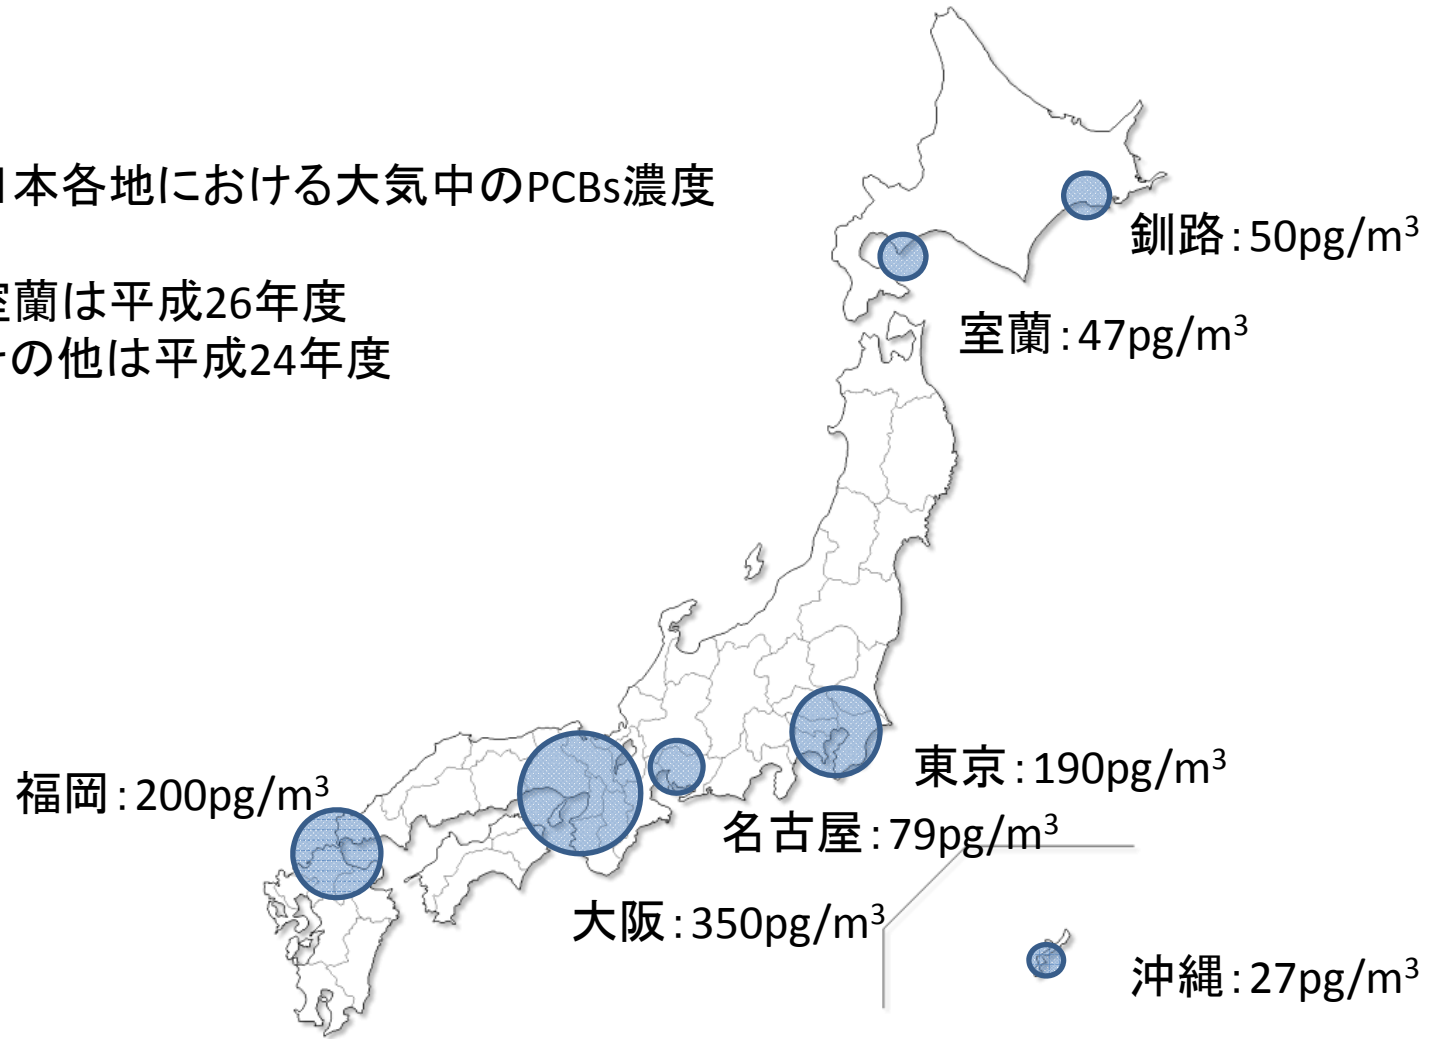 本各地における大気中のPCBs濃度
蘭は平成26年度
の他は平成24年度
釧路：50pg/m³
室蘭：47pg/m³
東京：190pg/m³
福岡：200pg/m³
名古屋：79pg/m³
大阪：350pg/m³
沖縄：27pg/m³